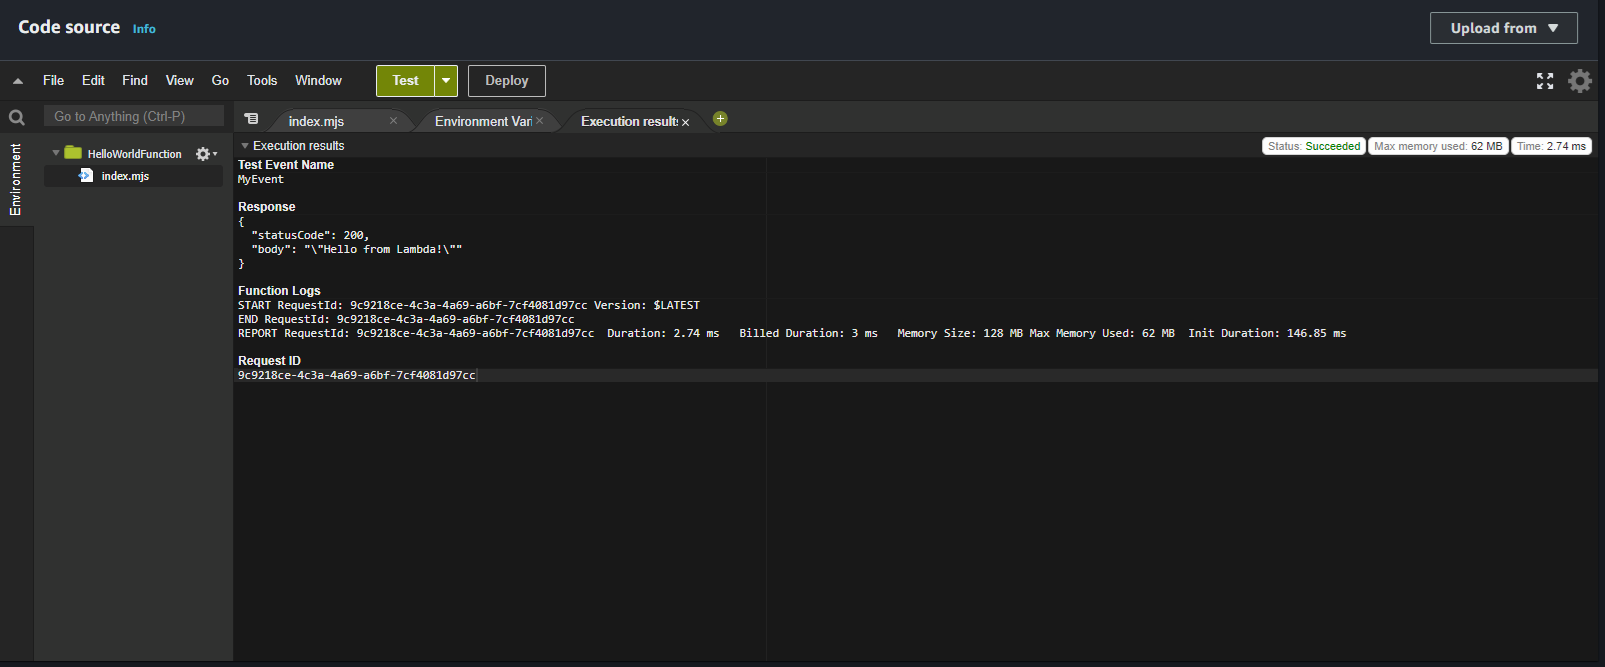 Code source Info
Upload from
File Edit Find View Go Tools Window Test Deploy
Go to Anything (Ctrl-P)
index.mjs Environment Vari Execution results
Environment
HelloWorldFunction
index.mjs
Execution results
Status: Succeeded Max memory used: 62 MB Time: 2.74 ms
Test Event Name
MyEvent
Response
{
"statusCode": 200,
"body": "\"Hello from Lambda!\""
}
Function Logs
START RequestId: 9c9218ce-4c3a-4a69-a6bf-7cf4081d97cc Version: $LATEST
END RequestId: 9c9218ce-4c3a-4a69-a6bf-7cf4081d97cc
REPORT RequestId: 9c9218ce-4c3a-4a69-a6bf-7cf4081d97cc Duration: 2.74 ms Billed Duration: 3 ms Memory Size: 128 MB Max Memory Used: 62 MB Init Duration: 146.85 ms
Request ID
9c9218ce-4c3a-4a69-a6bf-7cf4081d97cc